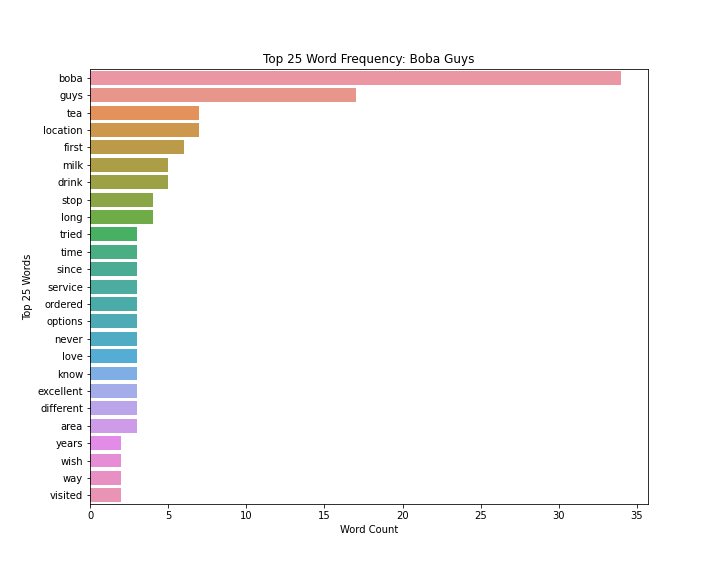 Top 25 Word Frequency: Boba Guys
Top 25 Words
boba
guys
tea
location
first
milk
drink
stop
long
tried
time
since
service
ordered
options
never
love
know
excellent
different
area
years
wish
way
visited
0 5 10 15 20 25 30 35
Word Count